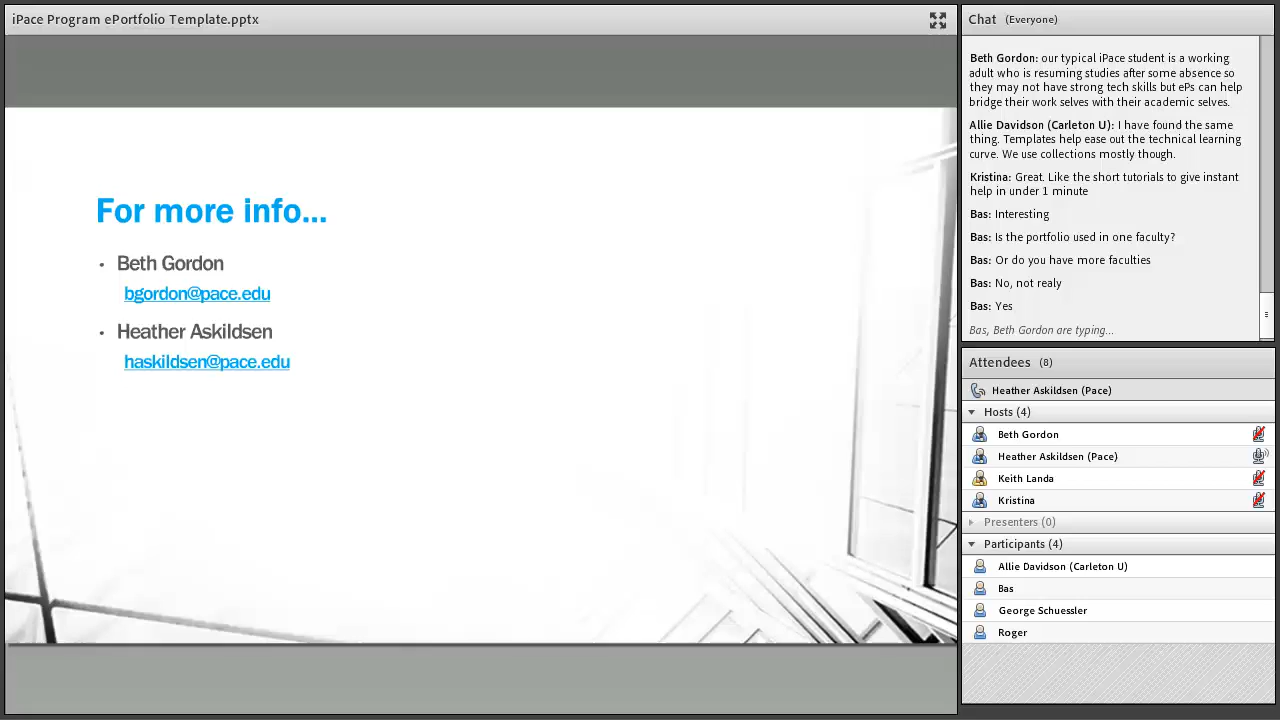 iPace Program ePortfolio Template.pptx
For more info...
• Beth Gordon
bgordon@pace.edu
• Heather Askildsen
haskildsen@pace.edu
Chat (Everyone)
Beth Gordon: our typical iPace student is a working
adult who is resuming studies after some absence so
they may not have strong tech skills but ePs can help
bridge their work selves with their academic selves.
Allie Davidson (Carleton U): I have found the same
thing. Templates help ease out the technical learning
curve. We use collections mostly though.
Kristina: Great. Like the short tutorials to give instant
help in under 1 minute
Bas: Interesting
Bas: Is the portfolio used in one faculty?
Bas: Or do you have more faculties
Bas: No, not realy
Bas: Yes
Bas, Beth Gordon are typing...
Attendees (8)
Heather Askildsen (Pace)
Hosts (4)
Beth Gordon
Heather Askildsen (Pace)
Keith Landa
Kristina
Presenters (0)
Participants (4)
Allie Davidson (Carleton U)
Bas
George Schuessler
Roger